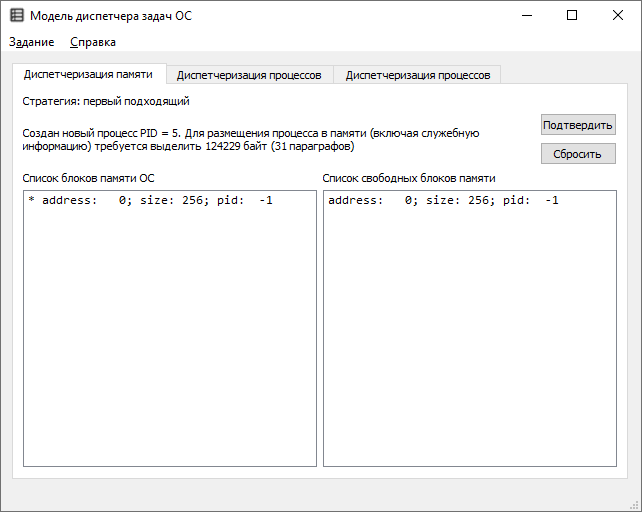 Модель диспетчера задач ОС
Задание Справка
Диспетчеризация памяти Диспетчеризация процессов Диспетчеризация процессов
Стратегия: первый подходящий
Создан новый процесс PID = 5. Для размещения процесса в памяти (включая служебную
информацию) требуется выделить 124229 байт (31 параграфов)
Подтвердить
Сбросить
Список блоков памяти ОС
* address:   0; size: 256; pid:  -1
Список свободных блоков памяти
address:   0; size: 256; pid:  -1